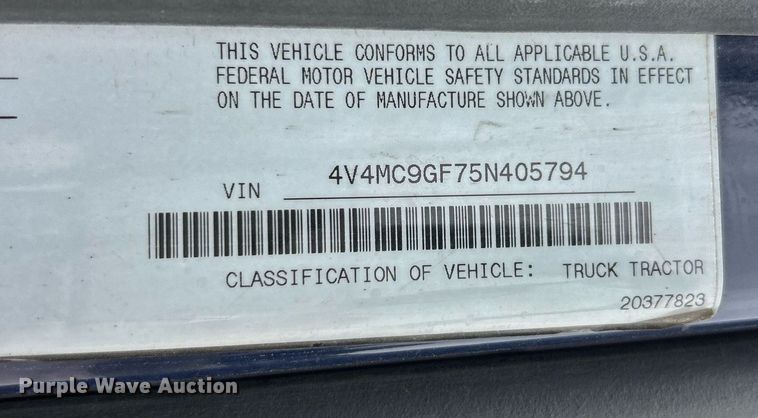 THIS VEHICLE CONFORMS TO ALL APPLICABLE U.S.A.
FEDERAL MOTOR VEHICLE SAFETY STANDARDS IN EFFECT
ON THE DATE OF MANUFACTURE SHOWN ABOVE.
VIN 4V4MC9GF75N405794
CLASSIFICATION OF VEHICLE: TRUCK TRACTOR
20377823
Purple Wave Auction